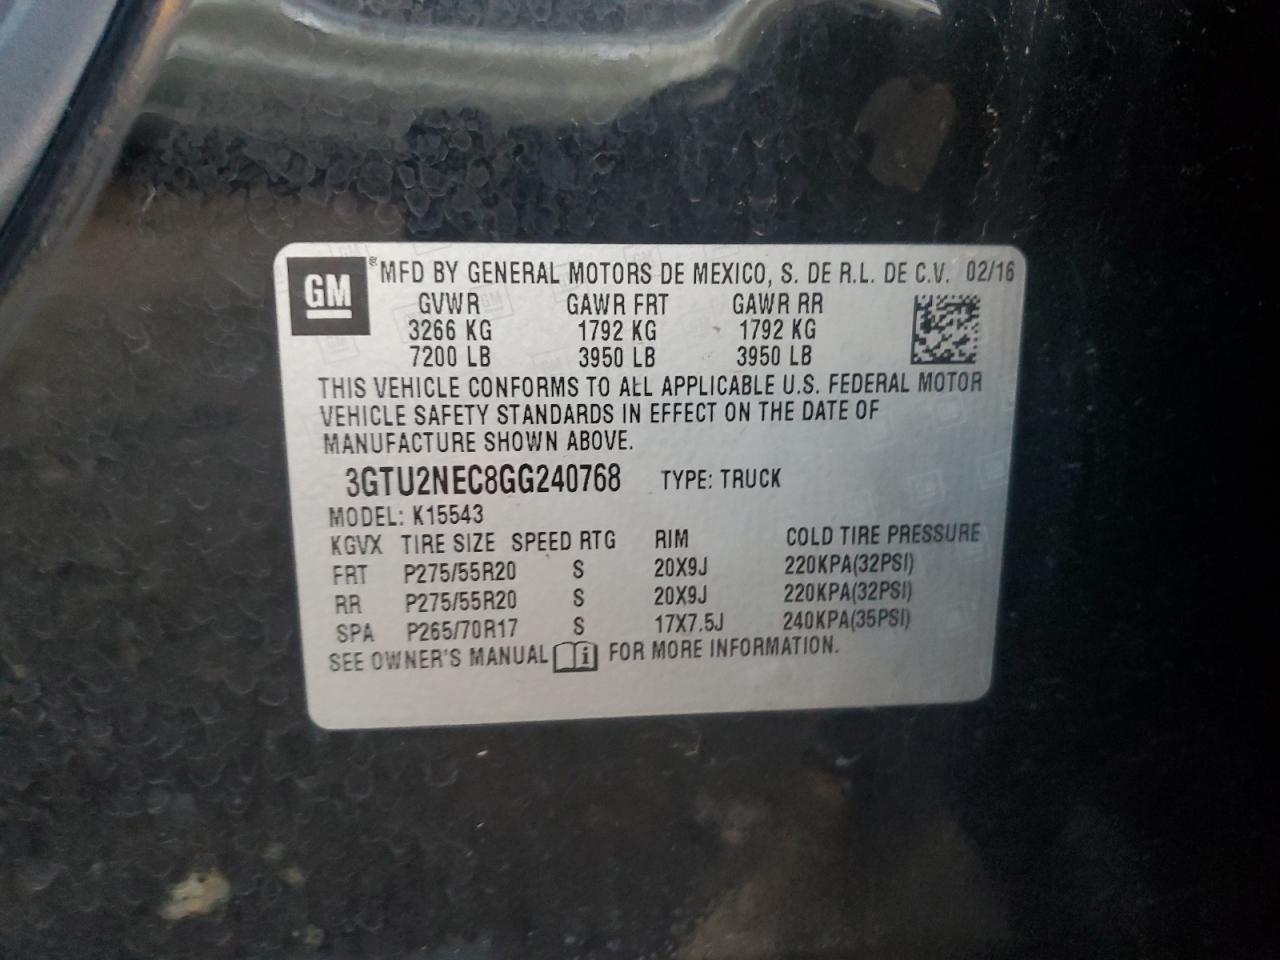 GM ® MFD BY GENERAL MOTORS DE MEXICO, S. DE R.L. DE C.V. 02/16
GVWR GAWR FRT GAWR RR
3266 KG 1792 KG 1792 KG
7200 LB 3950 LB 3950 LB
THIS VEHICLE CONFORMS TO ALL APPLICABLE U.S. FEDERAL MOTOR
VEHICLE SAFETY STANDARDS IN EFFECT ON THE DATE OF
MANUFACTURE SHOWN ABOVE.
3GTU2NEC8GG240768 TYPE: TRUCK
MODEL: K15543
KGVX TIRE SIZE SPEED RTG RIM COLD TIRE PRESSURE
FRT P275/55R20 S 20X9J 220KPA(32PSI)
RR P275/55R20 S 20X9J 220KPA(32PSI)
SPA P265/70R17 S 17X7.5J 240KPA(35PSI)
SEE OWNER'S MANUAL i FOR MORE INFORMATION.